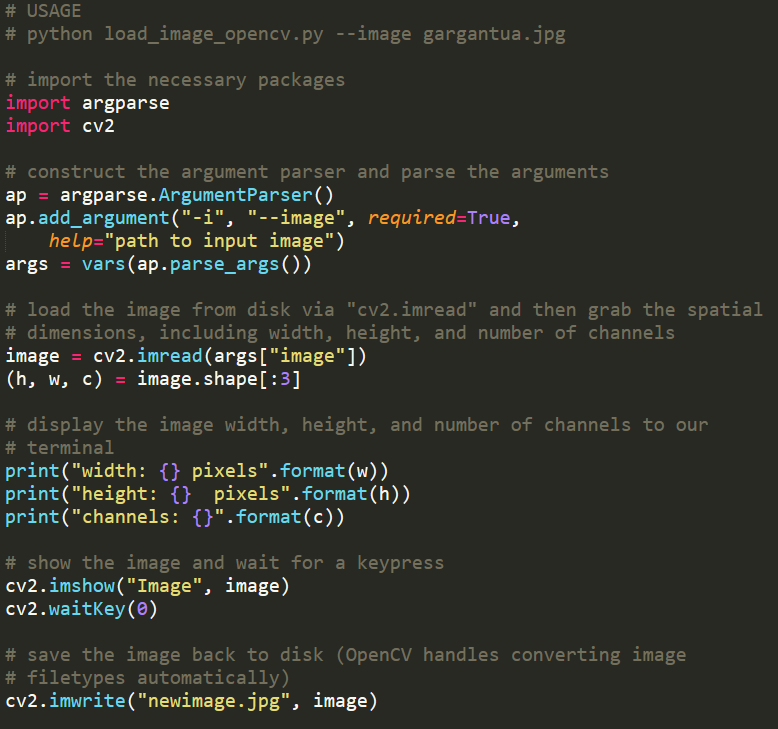 # USAGE
# python load_image_opencv.py --image gargantua.jpg

# import the necessary packages
import argparse
import cv2

# construct the argument parser and parse the arguments
ap = argparse.ArgumentParser()
ap.add_argument("-i", "--image", required=True,
    help="path to input image")
args = vars(ap.parse_args())

# load the image from disk via "cv2.imread" and then grab the spatial
# dimensions, including width, height, and number of channels
image = cv2.imread(args["image"])
(h, w, c) = image.shape[:3]

# display the image width, height, and number of channels to our
# terminal
print("width: {} pixels".format(w))
print("height: {}  pixels".format(h))
print("channels: {}".format(c))

# show the image and wait for a keypress
cv2.imshow("Image", image)
cv2.waitKey(0)

# save the image back to disk (OpenCV handles converting image
# filetypes automatically)
cv2.imwrite("newimage.jpg", image)